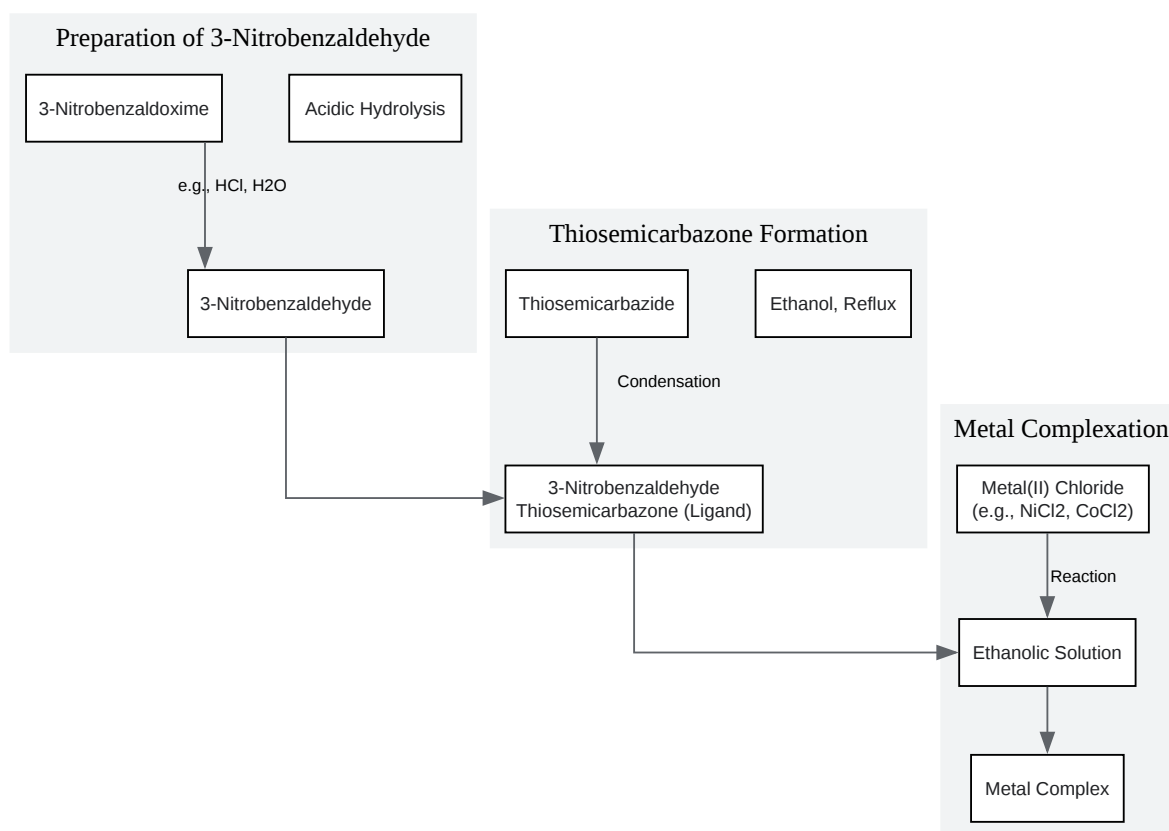 Preparation of 3-Nitrobenzaldehyde
3-Nitrobenzaldoxime
Acidic Hydrolysis
e.g., HCl, H2O
3-Nitrobenzaldehyde
Thiosemicarbazone Formation
Thiosemicarbazide
Ethanol, Reflux
Condensation
3-Nitrobenzaldehyde
Thiosemicarbazone (Ligand)
Metal Complexation
Metal(II) Chloride
(e.g., NiCl2, CoCl2)
Reaction
Ethanolic Solution
Metal Complex